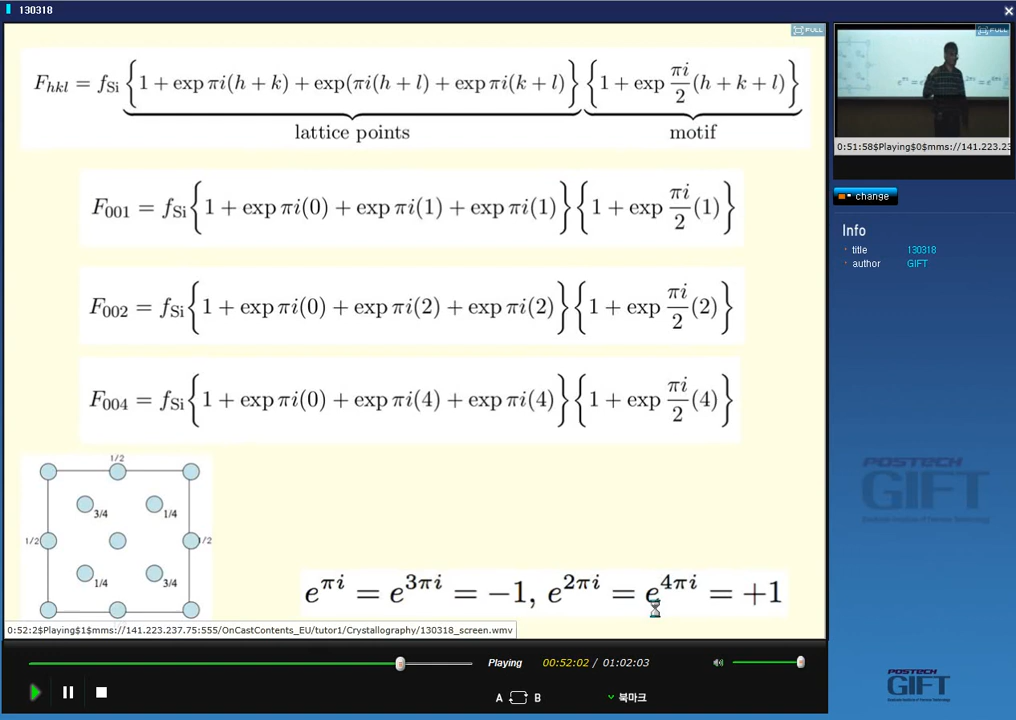 130318
FULL
F_{hkl} = f_{Si} {1 + exp πi(h + k) + exp(πi(h + l) + exp πi(k + l)} {1 + exp πi/2 (h + k + l)}
lattice points motif
F_{001} = f_{Si} {1 + exp πi(0) + exp πi(1) + exp πi(1)} {1 + exp πi/2 (1)}
F_{002} = f_{Si} {1 + exp πi(0) + exp πi(2) + exp πi(2)} {1 + exp πi/2 (2)}
F_{004} = f_{Si} {1 + exp πi(0) + exp πi(4) + exp πi(4)} {1 + exp πi/2 (4)}
1/2
3/4 1/4
1/2 1/2
1/4 3/4
e^{πi} = e^{3πi} = −1, e^{2πi} = e^{4πi} = +1
0:52:2$Playing$1$mms://141.223.237.75:555/OnCastContents_EU/tutor1/Crystallography/130318_screen.wmv
Playing 00:52:02 / 01:02:03
A B 북마크
FULL
0:51:58$Playing$0$mms://141.223.23
change
Info
title 130318
author GIFT
POSTECH
GIFT
POSTECH
GIFT